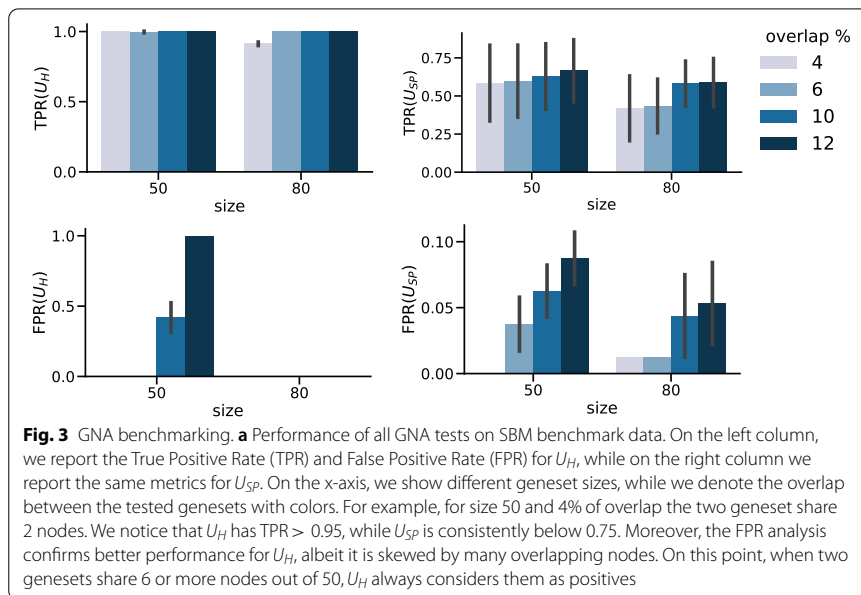 TPR(U_H)
1.0
0.5
0.0
50
80
size
TPR(U_SP)
0.75
0.50
0.25
0.00
50
80
size
overlap %
4
6
10
12
FPR(U_H)
1.0
0.5
0.0
50
80
size
FPR(U_SP)
0.10
0.05
0.00
50
80
size
Fig. 3 GNA benchmarking. a Performance of all GNA tests on SBM benchmark data. On the left column,
we report the True Positive Rate (TPR) and False Positive Rate (FPR) for U_H, while on the right column we
report the same metrics for U_SP. On the x-axis, we show different geneset sizes, while we denote the overlap
between the tested genesets with colors. For example, for size 50 and 4% of overlap the two geneset share
2 nodes. We notice that U_H has TPR > 0.95, while U_SP is consistently below 0.75. Moreover, the FPR analysis
confirms better performance for U_H, albeit it is skewed by many overlapping nodes. On this point, when two
genesets share 6 or more nodes out of 50, U_H always considers them as positives